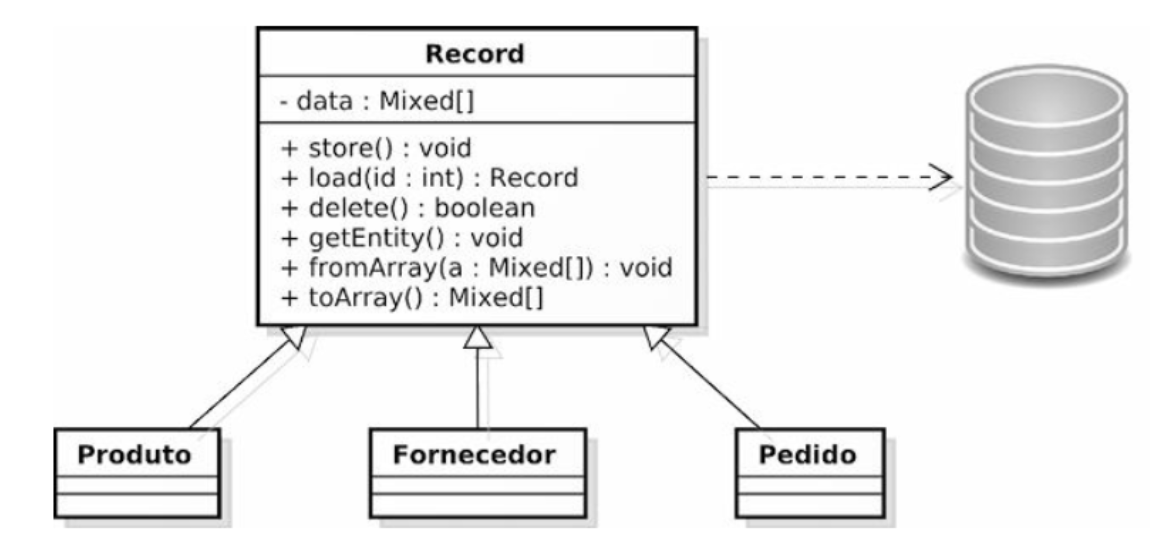 Record
- data : Mixed[]
+ store() : void
+ load(id : int) : Record
+ delete() : boolean
+ getEntity() : void
+ fromArray(a : Mixed[]) : void
+ toArray() : Mixed[]
Produto
Fornecedor
Pedido